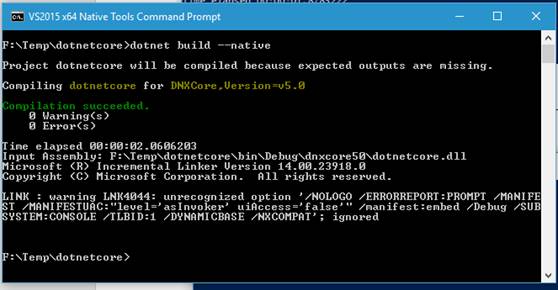 VS2015 x64 Native Tools Command Prompt
F:\Temp\dotnetcore>dotnet build --native
Project dotnetcore will be compiled because expected outputs are missing.
Compiling dotnetcore for DNXCore,Version=v5.0
Compilation succeeded.
0 Warning(s)
0 Error(s)
Time elapsed 00:00:02.0606203
Input Assembly: F:\Temp\dotnetcore\bin\Debug\dnxcore50\dotnetcore.dll
Microsoft (R) Incremental Linker Version 14.00.23918.0
Copyright (C) Microsoft Corporation.  All rights reserved.
LINK : warning LNK4044: unrecognized option '/NOLOGO /ERRORREPORT:PROMPT /MANIFE
ST /MANIFESTUAC:"level='asInvoker' uiAccess='false'" /manifest:embed /Debug /SUB
SYSTEM:CONSOLE /TLBID:1 /DYNAMICBASE /NXCOMPAT'; ignored
F:\Temp\dotnetcore>